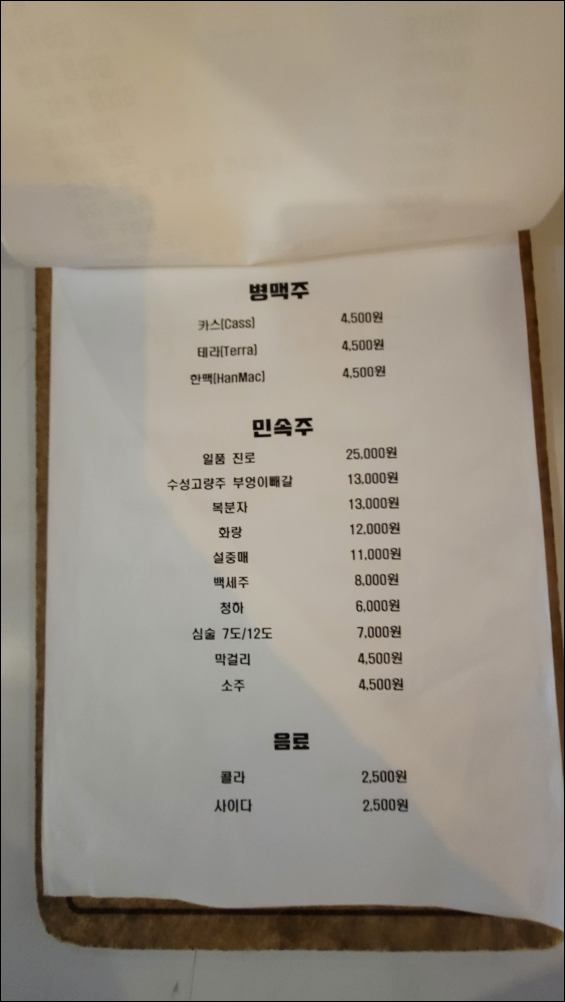 병맥주
카스(Cass) 4,500원
테라(Terra) 4,500원
한맥(HanMac) 4,500원
민속주
일품 진로 25,000원
수성고량주 부엉이빼갈 13,000원
복분자 13,000원
화랑 12,000원
설중매 11,000원
백세주 8,000원
청하 6,000원
심술 7도/12도 7,000원
막걸리 4,500원
소주 4,500원
음료
콜라 2,500원
사이다 2,500원